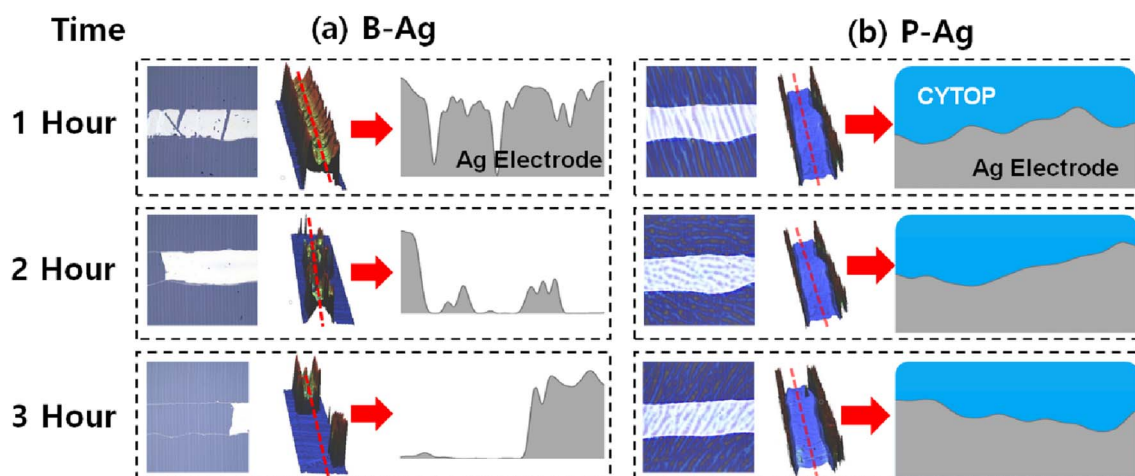 Time
(a) B-Ag
(b) P-Ag
1 Hour
Ag Electrode
CYTOP
Ag Electrode
2 Hour
3 Hour